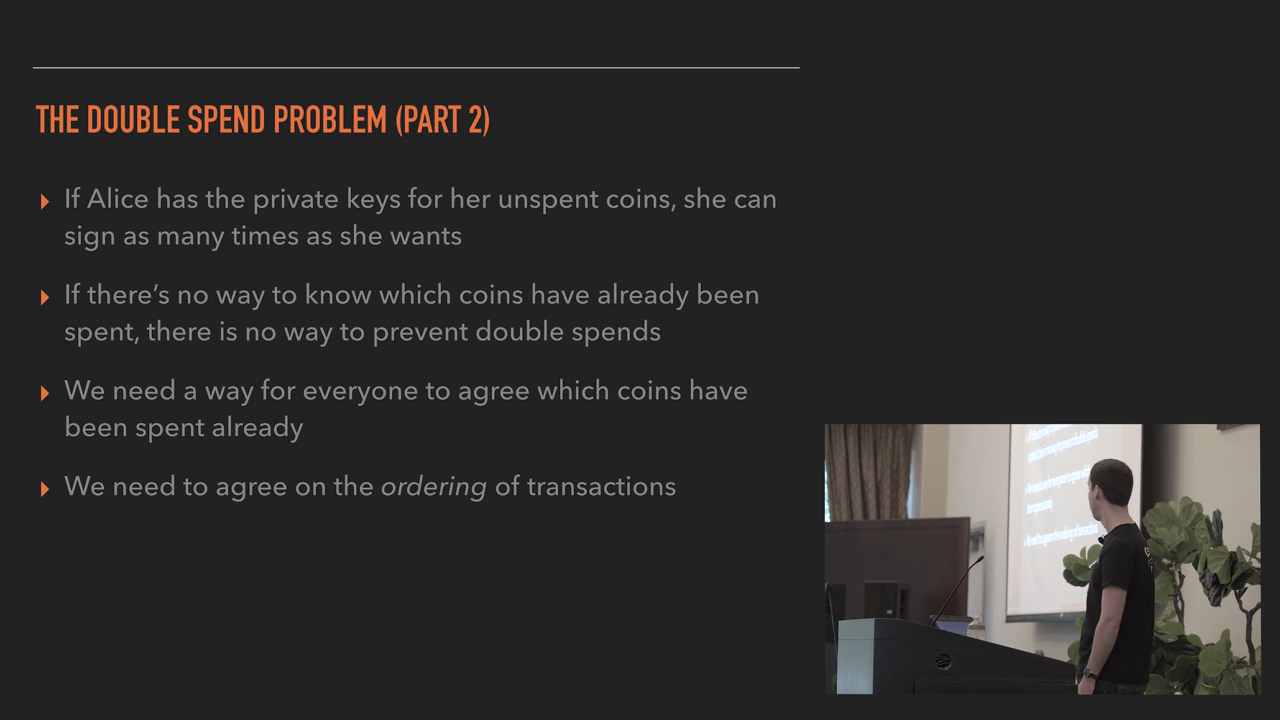 THE DOUBLE SPEND PROBLEM (PART 2)
If Alice has the private keys for her unspent coins, she can
sign as many times as she wants
If there’s no way to know which coins have already been
spent, there is no way to prevent double spends
We need a way for everyone to agree which coins have
been spent already
We need to agree on the ordering of transactions